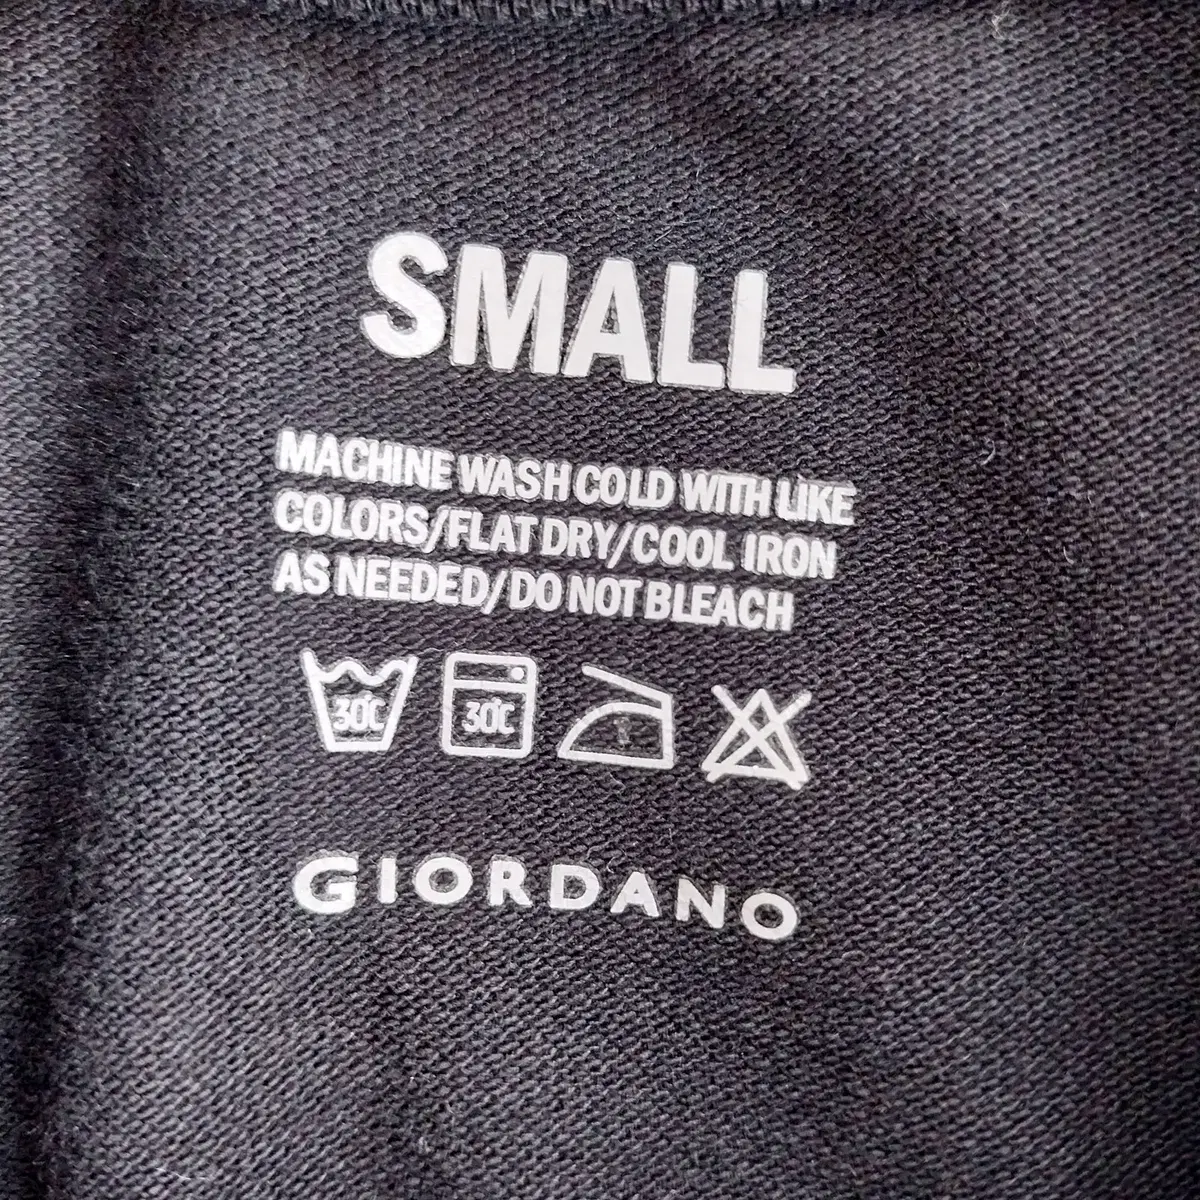 SMALL
MACHINE WASH COLD WITH LIKE
COLORS/FLAT DRY/COOL IRON
AS NEEDED/DO NOT BLEACH
30°C 30°C
GIORDANO